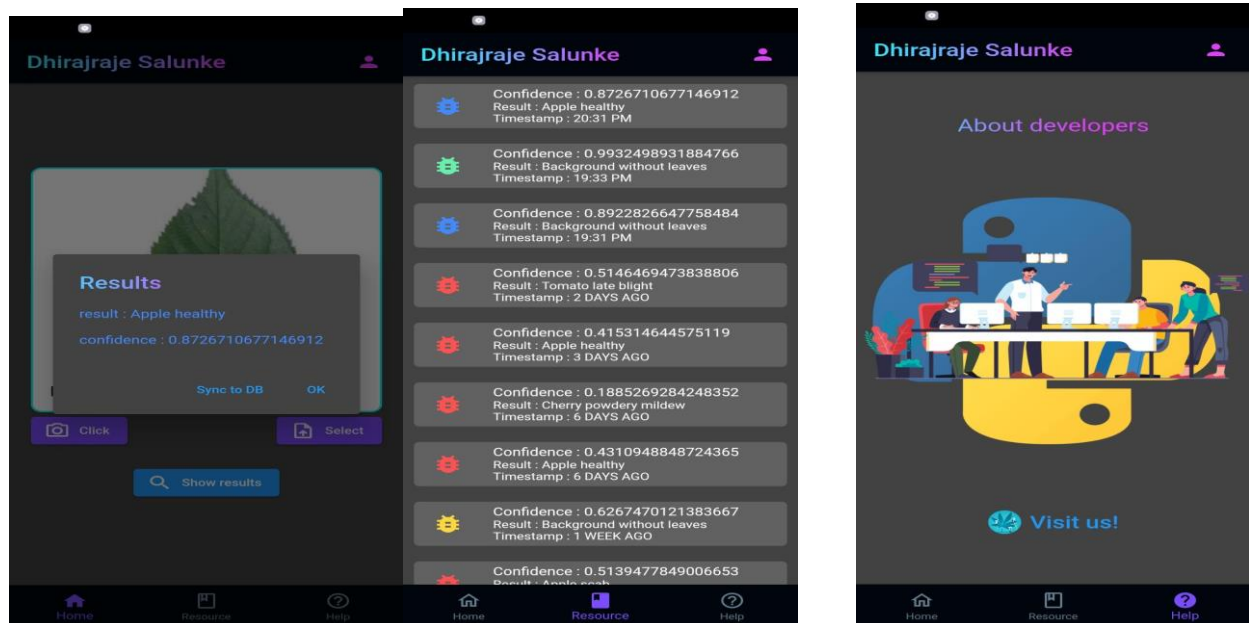 Dhirajraje Salunke
Results
result : Apple healthy
confidence : 0.8726710677146912
Sync to DB OK
Click Select
Show results
Home Resource Help
Dhirajraje Salunke
Confidence : 0.8726710677146912
Result : Apple healthy
Timestamp : 20:31 PM
Confidence : 0.9932498931884766
Result : Background without leaves
Timestamp : 19:33 PM
Confidence : 0.8922826647758484
Result : Background without leaves
Timestamp : 19:31 PM
Confidence : 0.5146469473838806
Result : Tomato late blight
Timestamp : 2 DAYS AGO
Confidence : 0.415314644575119
Result : Apple healthy
Timestamp : 3 DAYS AGO
Confidence : 0.1885269284248352
Result : Cherry powdery mildew
Timestamp : 6 DAYS AGO
Confidence : 0.4310948848724365
Result : Apple healthy
Timestamp : 6 DAYS AGO
Confidence : 0.6267470121383667
Result : Background without leaves
Timestamp : 1 WEEK AGO
Confidence : 0.5139477849006653
Result : Apple scab
Home Resource Help
Dhirajraje Salunke
About developers
Visit us!
Home Resource Help